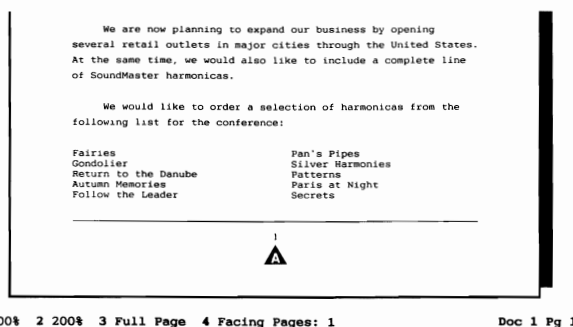 We are now planning to expand our business by opening
several retail outlets in major cities through the United States.
At the same time, we would also like to include a complete line
of SoundMaster harmonicas.
We would like to order a selection of harmonicas from the
following list for the conference:
Fairies Pan's Pipes
Gondolier Silver Harmonies
Return to the Danube Patterns
Autumn Memories Paris at Night
Follow the Leader Secrets
A
00% 2 200% 3 Full Page 4 Facing Pages: 1 Doc 1 Pg 1